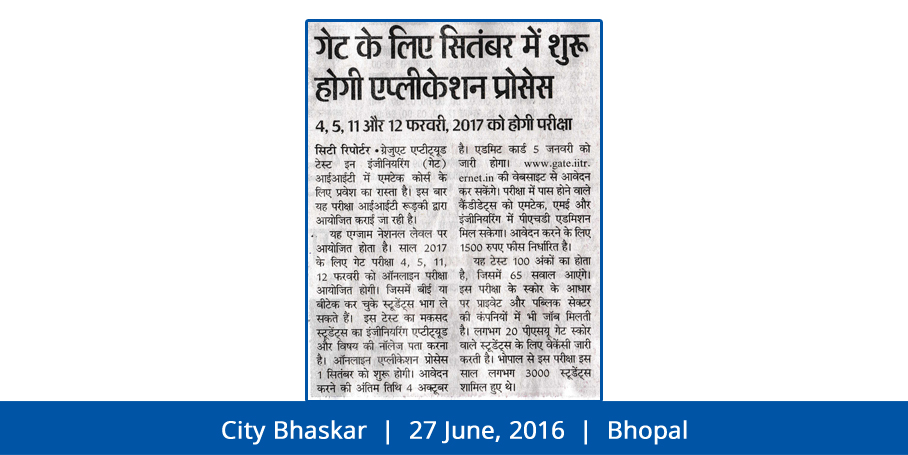 गेट के लिए सितंबर में शुरू
होगी एप्लीकेशन प्रोसेस
4, 5, 11 और 12 फरवरी, 2017 को होगी परीक्षा
सिटी रिपोर्टर • ग्रेजुएट एप्टीट्यूड
टेस्ट इन इंजीनियरिंग (गेट)
आईआईटी में एमटेक कोर्स के
लिए प्रवेश का रास्ता है। इस बार
यह परीक्षा आईआईटी रूड़की द्वारा
आयोजित कराई जा रही है।
यह एग्जाम नेशनल लेवल पर
आयोजित होता है। साल 2017
के लिए गेट परीक्षा 4, 5, 11,
12 फरवरी को ऑनलाइन परीक्षा
आयोजित होगी। जिसमें बीई या
बीटेक कर चुके स्टूडेंट्स भाग ले
सकते हैं। इस टेस्ट का मकसद
स्टूडेंट्स का इंजीनियरिंग एप्टीट्यूड
और विषय की नॉलेज पता करना
है। ऑनलाइन एप्लीकेशन प्रोसेस
1 सितंबर को शुरू होगी। आवेदन
करने की अंतिम तिथि 4 अक्टूबर
है। एडमिट कार्ड 5 जनवरी को
जारी होगा। www.gate.iitr.
ernet.in की वेबसाइट से आवेदन
कर सकेंगे। परीक्षा में पास होने वाले
कैंडीडेट्स को एमटेक, एमई और
इंजीनियरिंग में पीएचडी एडमिशन
मिल सकेगा। आवेदन करने के लिए
1500 रुपए फीस निर्धारित है।
यह टेस्ट 100 अंकों का होता
है, जिसमें 65 सवाल आएंगे।
इस परीक्षा के स्कोर के आधार
पर प्राइवेट और पब्लिक सेक्टर
की कंपनियों में भी जॉब मिलती
है। लगभग 20 पीएसयू गेट स्कोर
वाले स्टूडेंट्स के लिए वेकेंसी जारी
करती है। भोपाल से इस परीक्षा इस
साल लगभग 3000 स्टूडेंट्स
शामिल हुए थे।
City Bhaskar | 27 June, 2016 | Bhopal